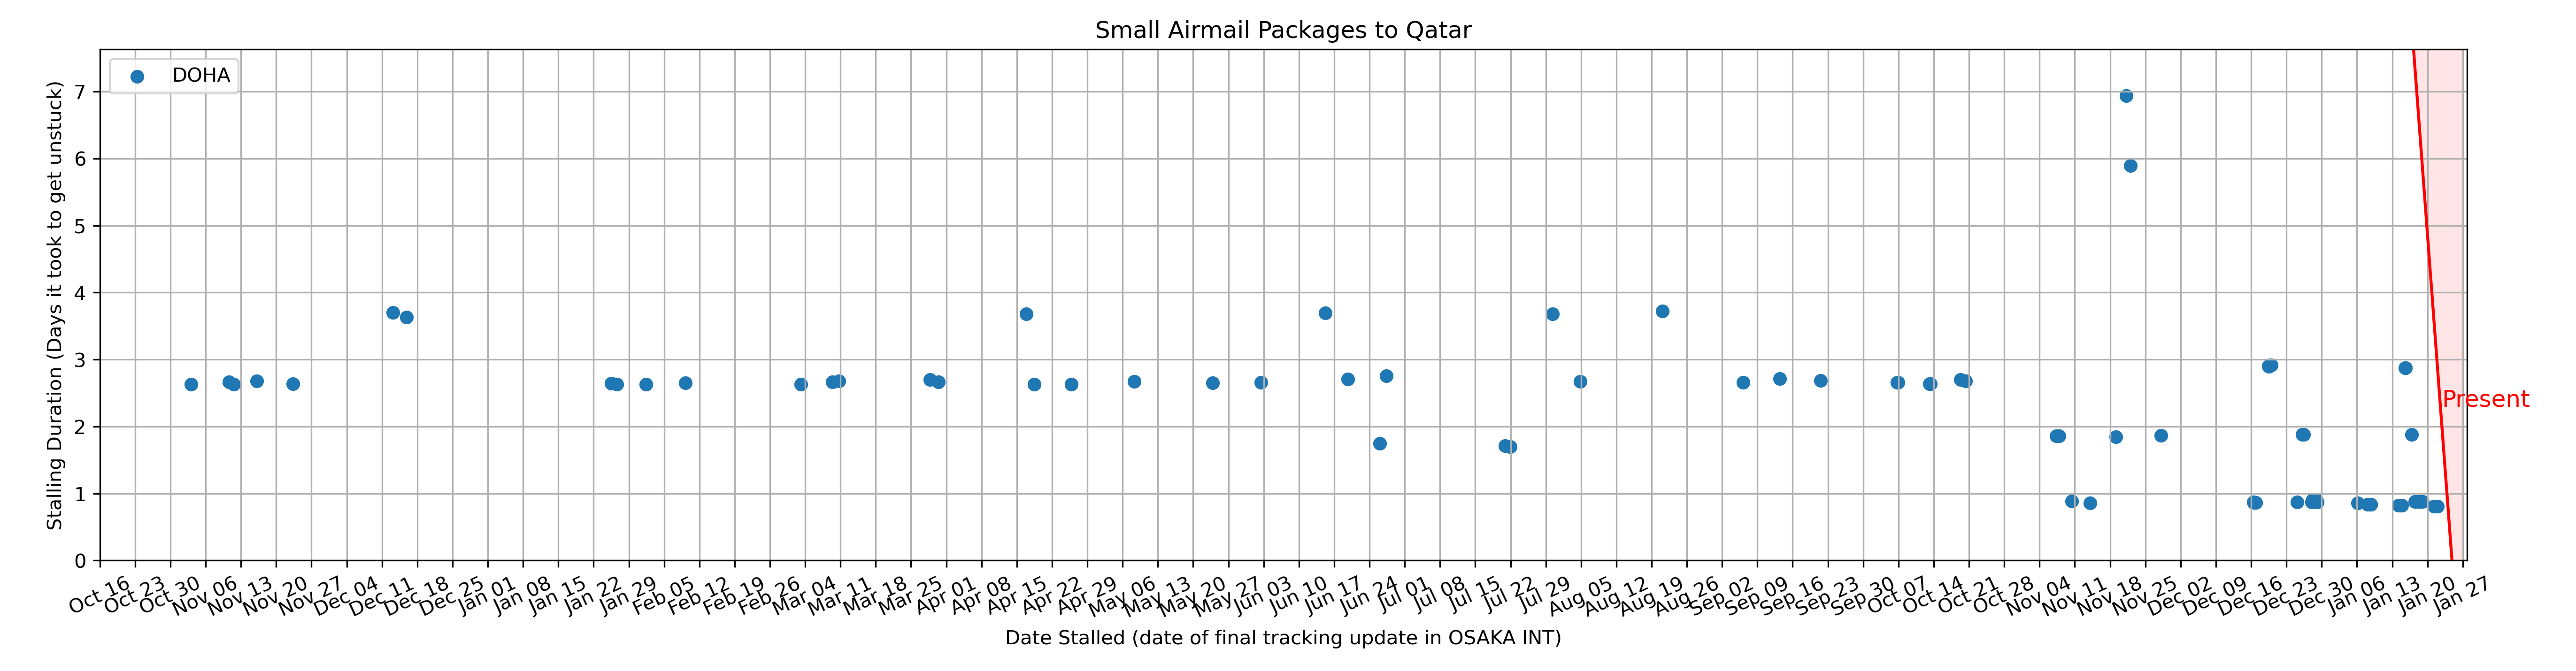 Small Airmail Packages to Qatar
DOHA
Stalling Duration (Days it took to get unstuck)
7
6
5
4
3
2
1
0
Present
Oct 16
Oct 23
Oct 30
Nov 06
Nov 13
Nov 20
Nov 27
Dec 04
Dec 11
Dec 18
Dec 25
Jan 01
Jan 08
Jan 15
Jan 22
Jan 29
Feb 05
Feb 12
Feb 19
Feb 26
Mar 04
Mar 11
Mar 18
Mar 25
Apr 01
Apr 08
Apr 15
Apr 22
Apr 29
May 06
May 13
May 20
May 27
Jun 03
Jun 10
Jun 17
Jun 24
Jul 01
Jul 08
Jul 15
Jul 22
Jul 29
Aug 05
Aug 12
Aug 19
Aug 26
Sep 02
Sep 09
Sep 16
Sep 23
Sep 30
Oct 07
Oct 14
Oct 21
Oct 28
Nov 04
Nov 11
Nov 18
Nov 25
Dec 02
Dec 09
Dec 16
Dec 23
Dec 30
Jan 06
Jan 13
Jan 20
Jan 27
Date Stalled (date of final tracking update in OSAKA INT)